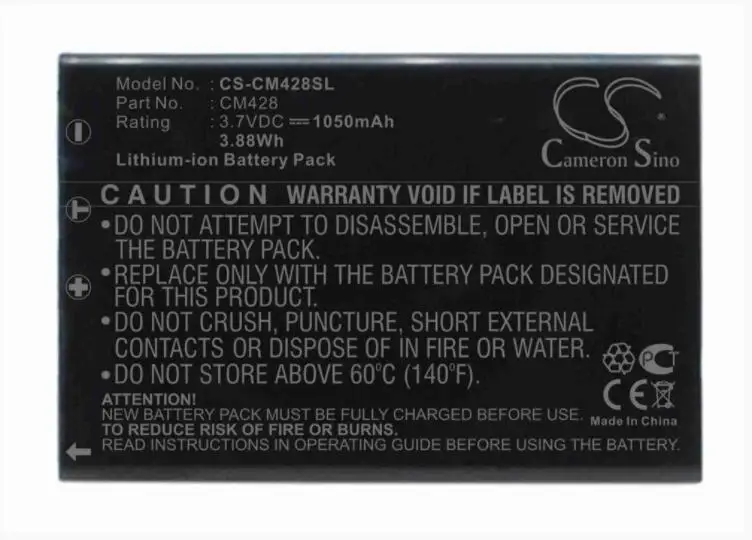 Model No. : CS-CM428SL
Part No. : CM428
Rating : 3.7VDC ⎓ 1050mAh
3.88Wh
Lithium-ion Battery Pack
CS
Cameron Sino
CAUTION WARRANTY VOID IF LABEL IS REMOVED
•DO NOT ATTEMPT TO DISASSEMBLE, OPEN OR SERVICE
THE BATTERY PACK.
•REPLACE ONLY WITH THE BATTERY PACK DESIGNATED
FOR THIS PRODUCT.
•DO NOT CRUSH, PUNCTURE, SHORT EXTERNAL
CONTACTS OR DISPOSE OF IN FIRE OR WATER.
•DO NOT STORE ABOVE 60°C (140°F).
ATTENTION!
NEW BATTERY PACK MUST BE FULLY CHARGED BEFORE USE.
TO REDUCE RISK OF FIRE OR BURNS.
READ INSTRUCTIONS IN OPERATING GUIDE BEFORE USING THE BATTERY.
CE
Made In China
T